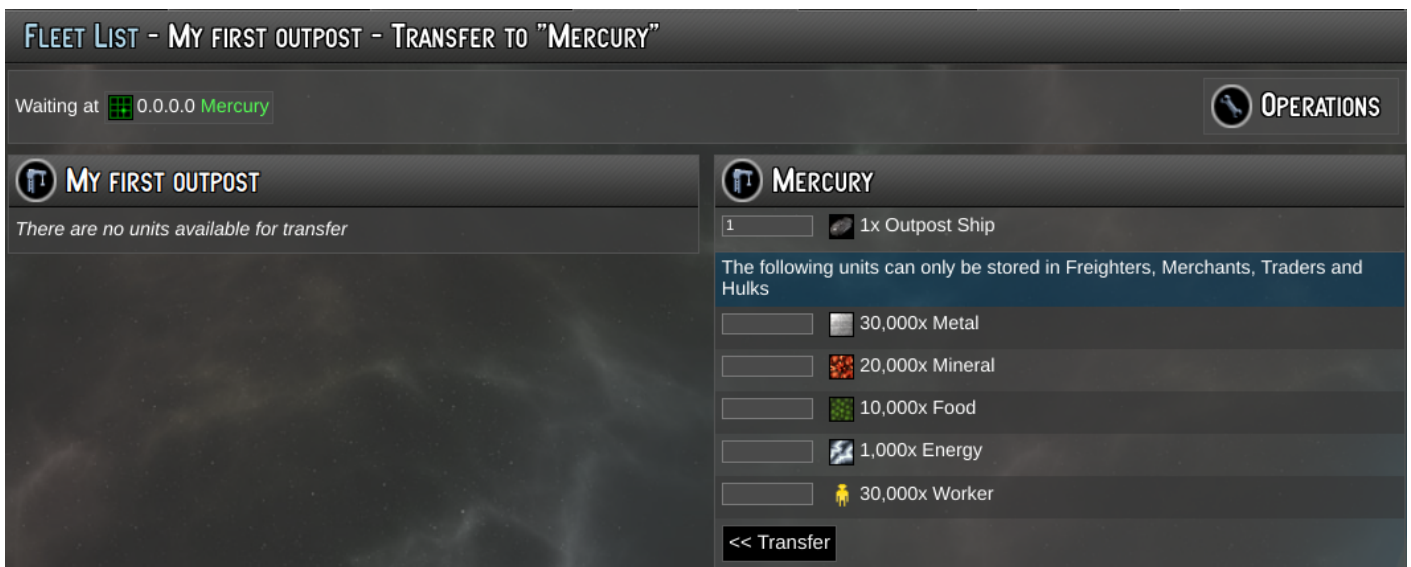 Fleet List - My first outpost - Transfer to "Mercury"
Waiting at 0.0.0.0 Mercury
Operations
My first outpost
There are no units available for transfer
Mercury
1 1x Outpost Ship
The following units can only be stored in Freighters, Merchants, Traders and
Hulks
30,000x Metal
20,000x Mineral
10,000x Food
1,000x Energy
30,000x Worker
<< Transfer